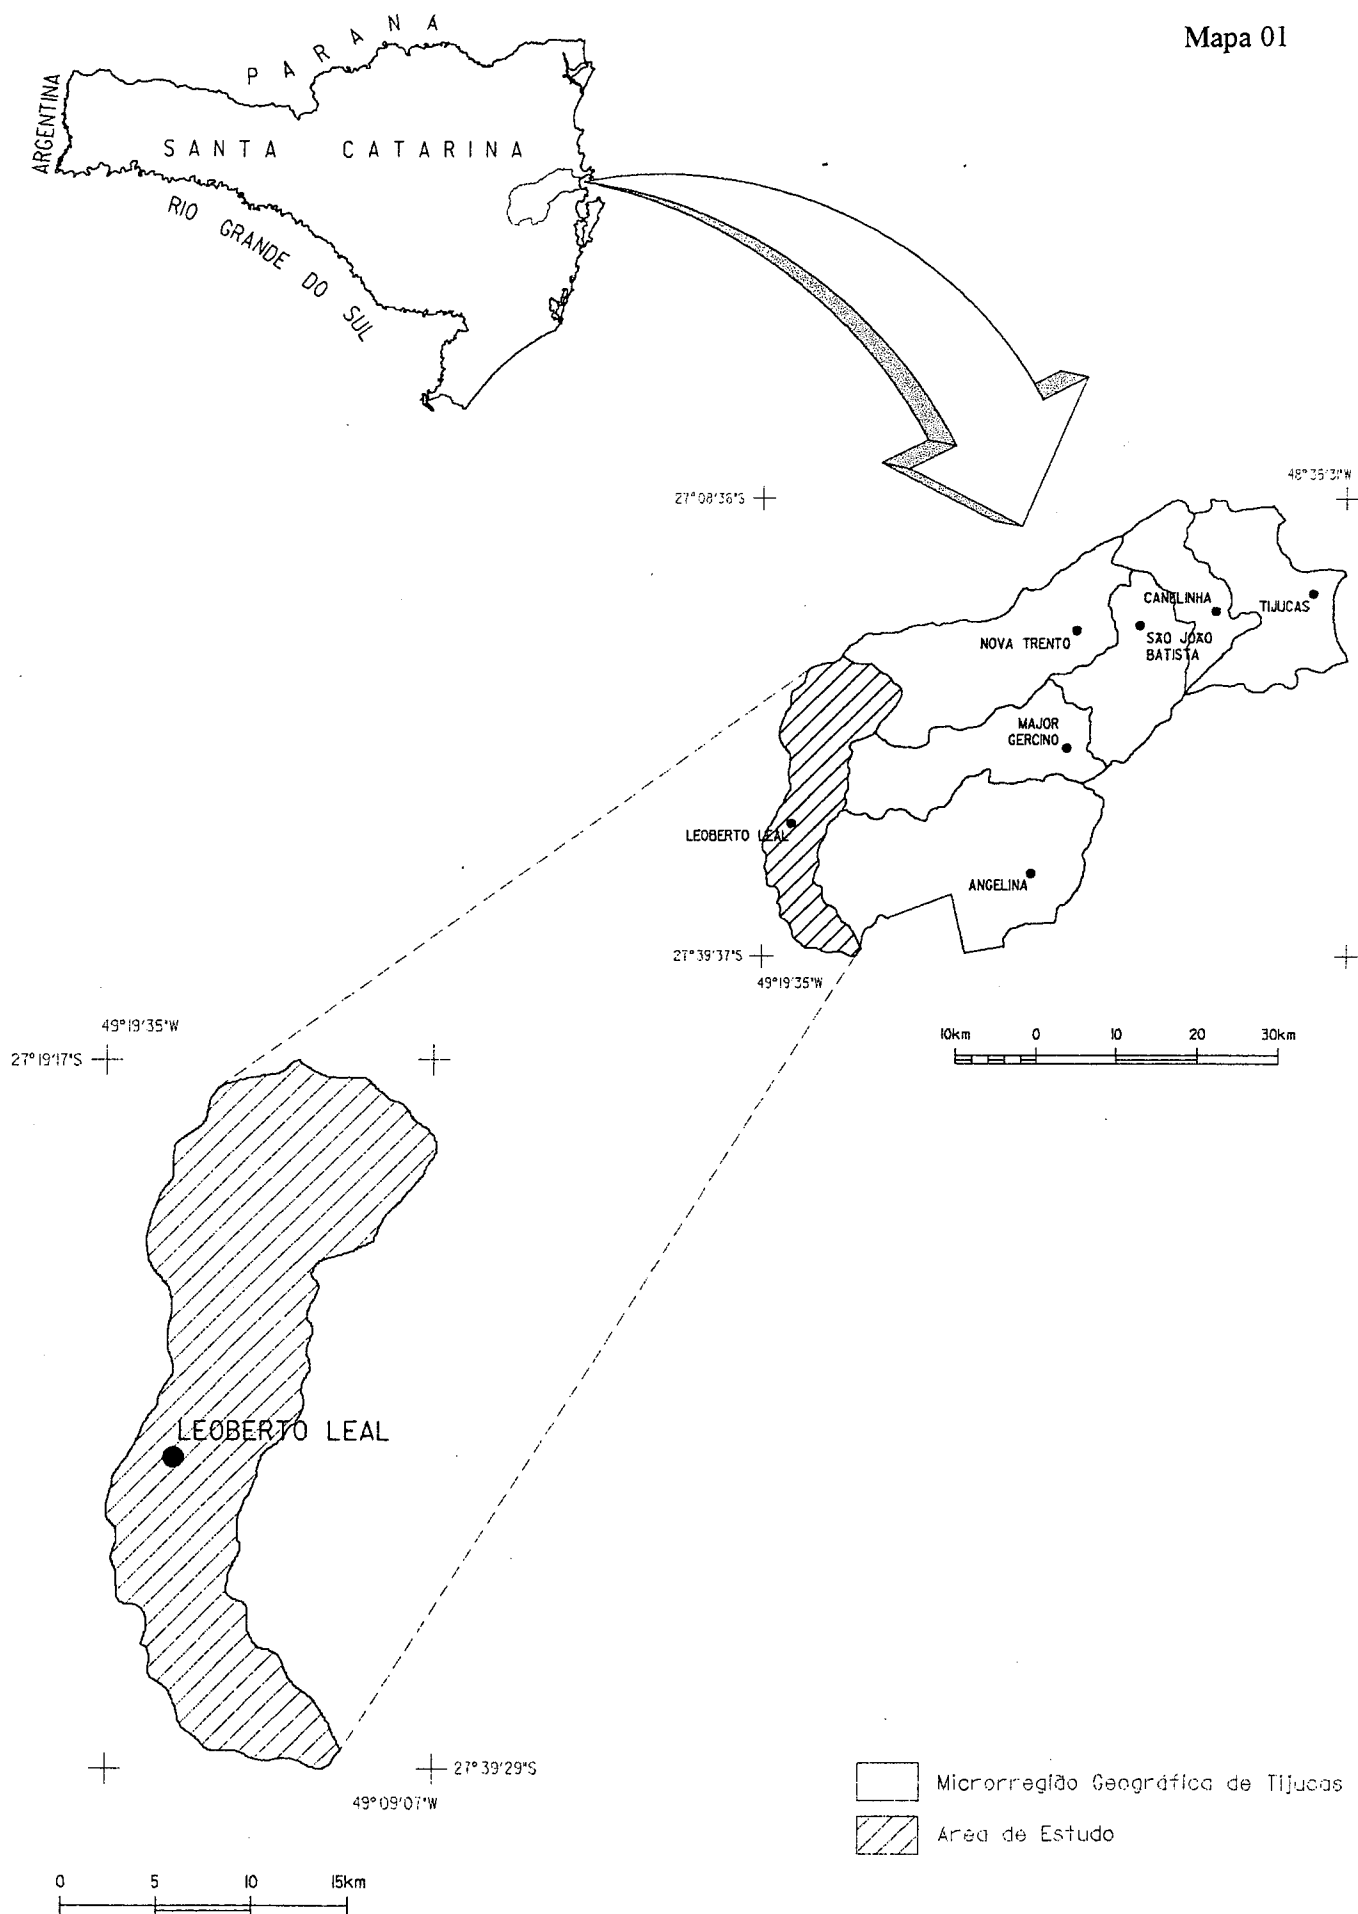 Mapa 01
PARANÁ
ARGENTINA
SANTA CATARINA
RIO GRANDE DO SUL
27°08'36"S
48°35'31"W
CANELINHA
TIJUCAS
NOVA TRENTO
SÃO JOÃO
BATISTA
MAJOR
GERCINO
LEOBERTO LEAL
ANGELINA
27°39'37"S
49°19'35"W
10km 0 10 20 30km
49°19'35"W
27°19'17"S
LEOBERTO LEAL
27°39'29"S
49°09'07"W
Microrregião Geográfica de Tijucas
Área de Estudo
0 5 10 15km